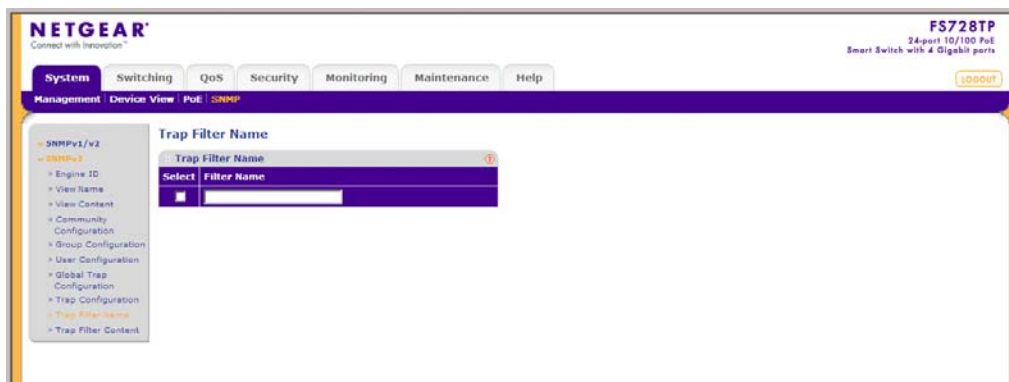 NETGEAR
Connect with Innovation™
FS728TP
24-port 10/100 PoE
Smart Switch with 4 Gigabit ports
System Switching QoS Security Monitoring Maintenance Help
LOGOUT
Management Device View PoE SNMP
SNMPv1/v2
SNMPv3
Engine ID
View Name
View Content
Community
Configuration
Group Configuration
User Configuration
Global Trap
Configuration
Trap Configuration
Trap Filter Name
Trap Filter Content
Trap Filter Name
Trap Filter Name
Select Filter Name